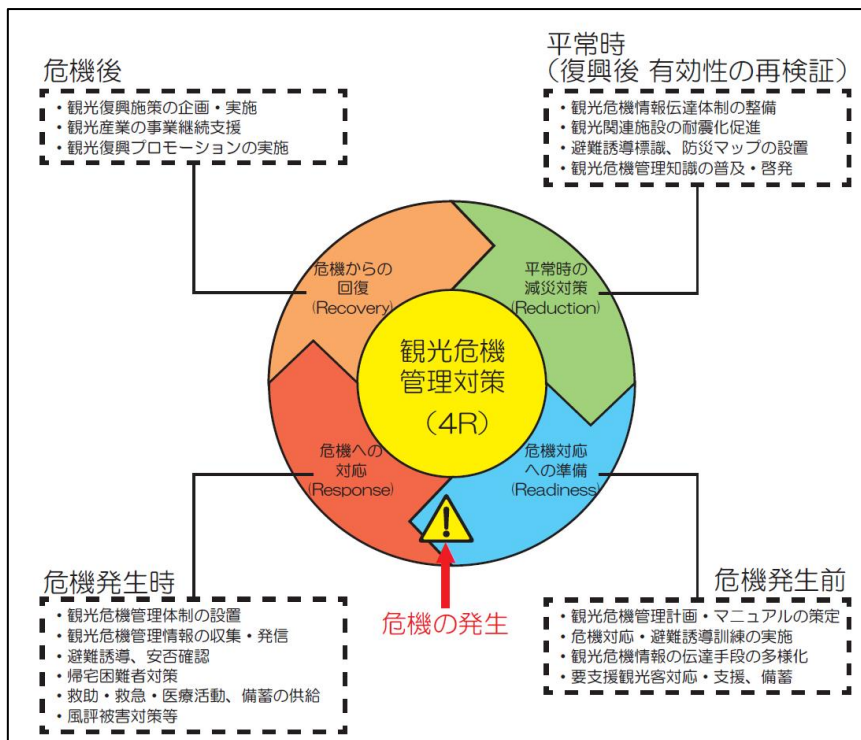 危機後
・観光復興施策の企画・実施
・観光産業の事業継続支援
・観光復興プロモーションの実施
平常時
（復興後 有効性の再検証）
・観光危機情報伝達体制の整備
・観光関連施設の耐震化促進
・避難誘導標識、防災マップの設置
・観光危機管理知識の普及・啓発
危機からの
回復
(Recovery)
平常時の
減災対策
(Reduction)
観光危機
管理対策
（4R）
危機への
対応
(Response)
危機対応
への準備
(Readiness)
危機の発生
危機発生時
・観光危機管理体制の設置
・観光危機管理情報の収集・発信
・避難誘導、安否確認
・帰宅困難者対策
・救助・救急・医療活動、備蓄の供給
・風評被害対策等
危機発生前
・観光危機管理計画・マニュアルの策定
・危機対応・避難誘導訓練の実施
・観光危機情報の伝達手段の多様化
・要支援観光客対応・支援、備蓄